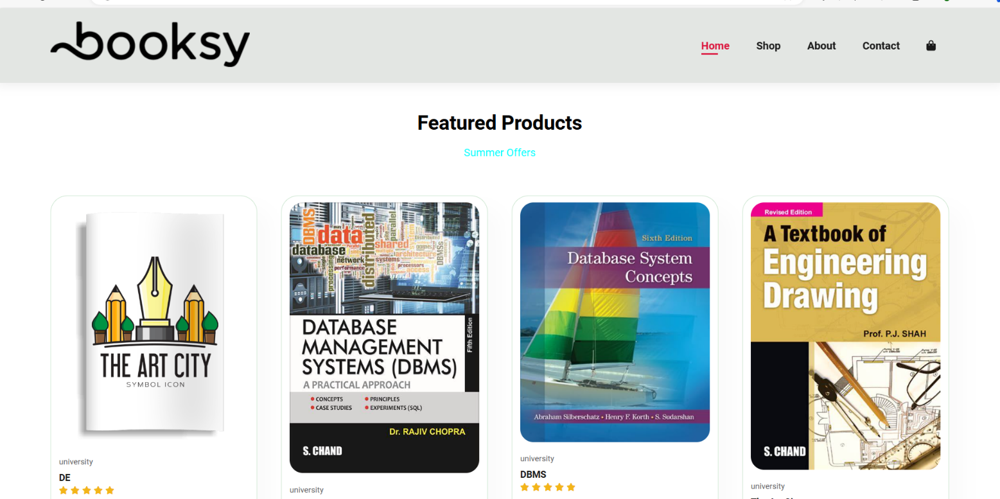 booksy
Home Shop About Contact
Featured Products
Summer Offers
THE ART CITY
SYMBOL ICON
university
DE
DBMS
data
distributed
parallel
shared
database
architecture
network
systems
processors
performance
access
processing
DBMSs
DATABASE
MANAGEMENT
SYSTEMS (DBMS)
A PRACTICAL APPROACH
Fifth Edition
CONCEPTS PRINCIPLES
CASE STUDIES EXPERIMENTS (SQL)
Dr. RAJIV CHOPRA
S. CHAND
university
Sixth Edition
Database System
Concepts
Abraham Silberschatz • Henry F. Korth • S. Sudarshan
university
DBMS
Revised Edition
A Textbook of
Engineering
Drawing
Prof. P.J. SHAH
S. CHAND
university